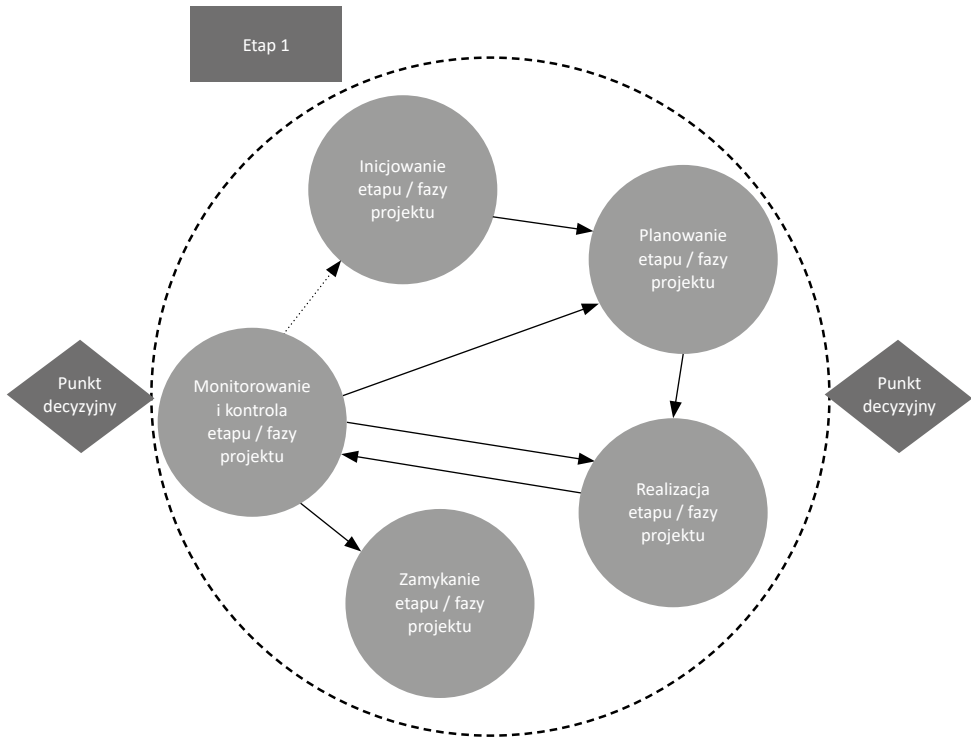 Etap 1
Inicjowanie
etapu / fazy
projektu
Planowanie
etapu / fazy
projektu
Punkt
decyzyjny
Monitorowanie
i kontrola
etapu / fazy
projektu
Punkt
decyzyjny
Realizacja
etapu / fazy
projektu
Zamykanie
etapu / fazy
projektu